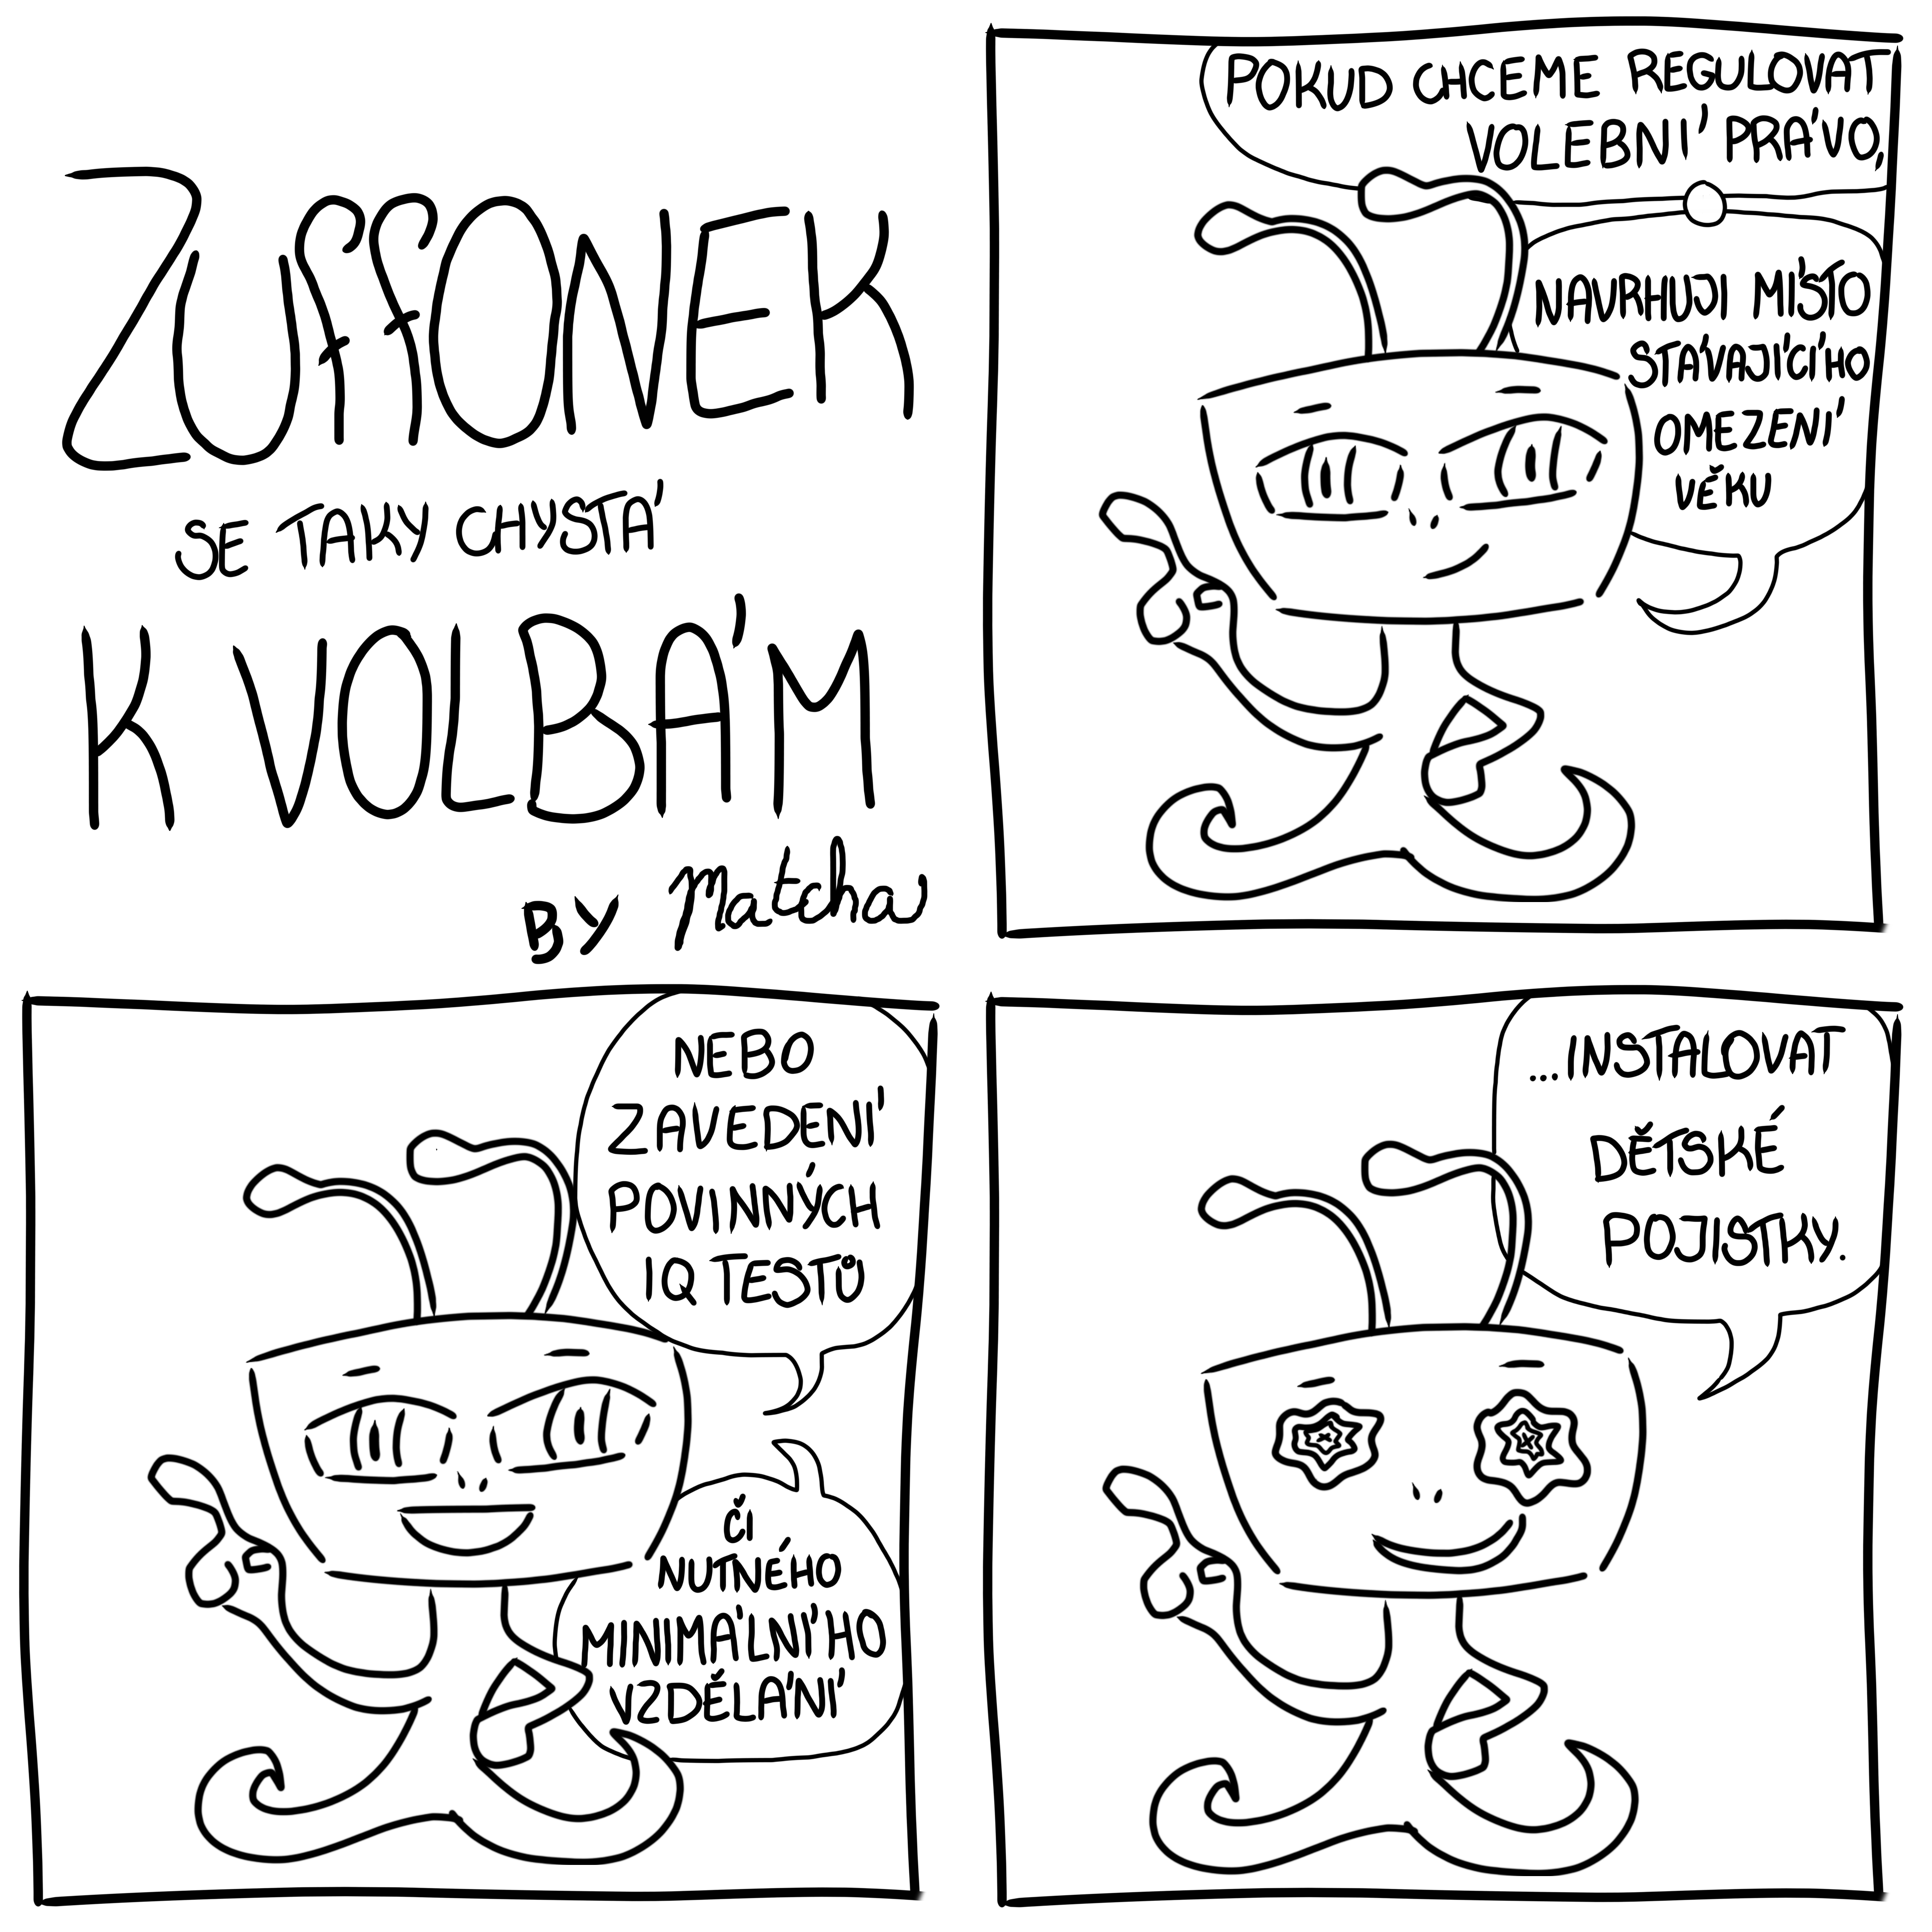 ZUFFONEK
SE TAKY CHYSTÁ
K VOLBÁM
BY Matcha
POKUD CHCEME REGULOVAT
VOLEBNÍ PRÁVO,
NAVRHUJI MÍSTO
STÁVAJÍCÍHO
OMEZENÍ
VĚKU
NEBO
ZAVEDENÍ
POVINNÝCH
IQ TESTŮ
ČI
NUTNÉHO
MINIMÁLNÍHO
VZDĚLÁNÍ
...INSTALOVAT
DĚTSKÉ
POJISTKY.